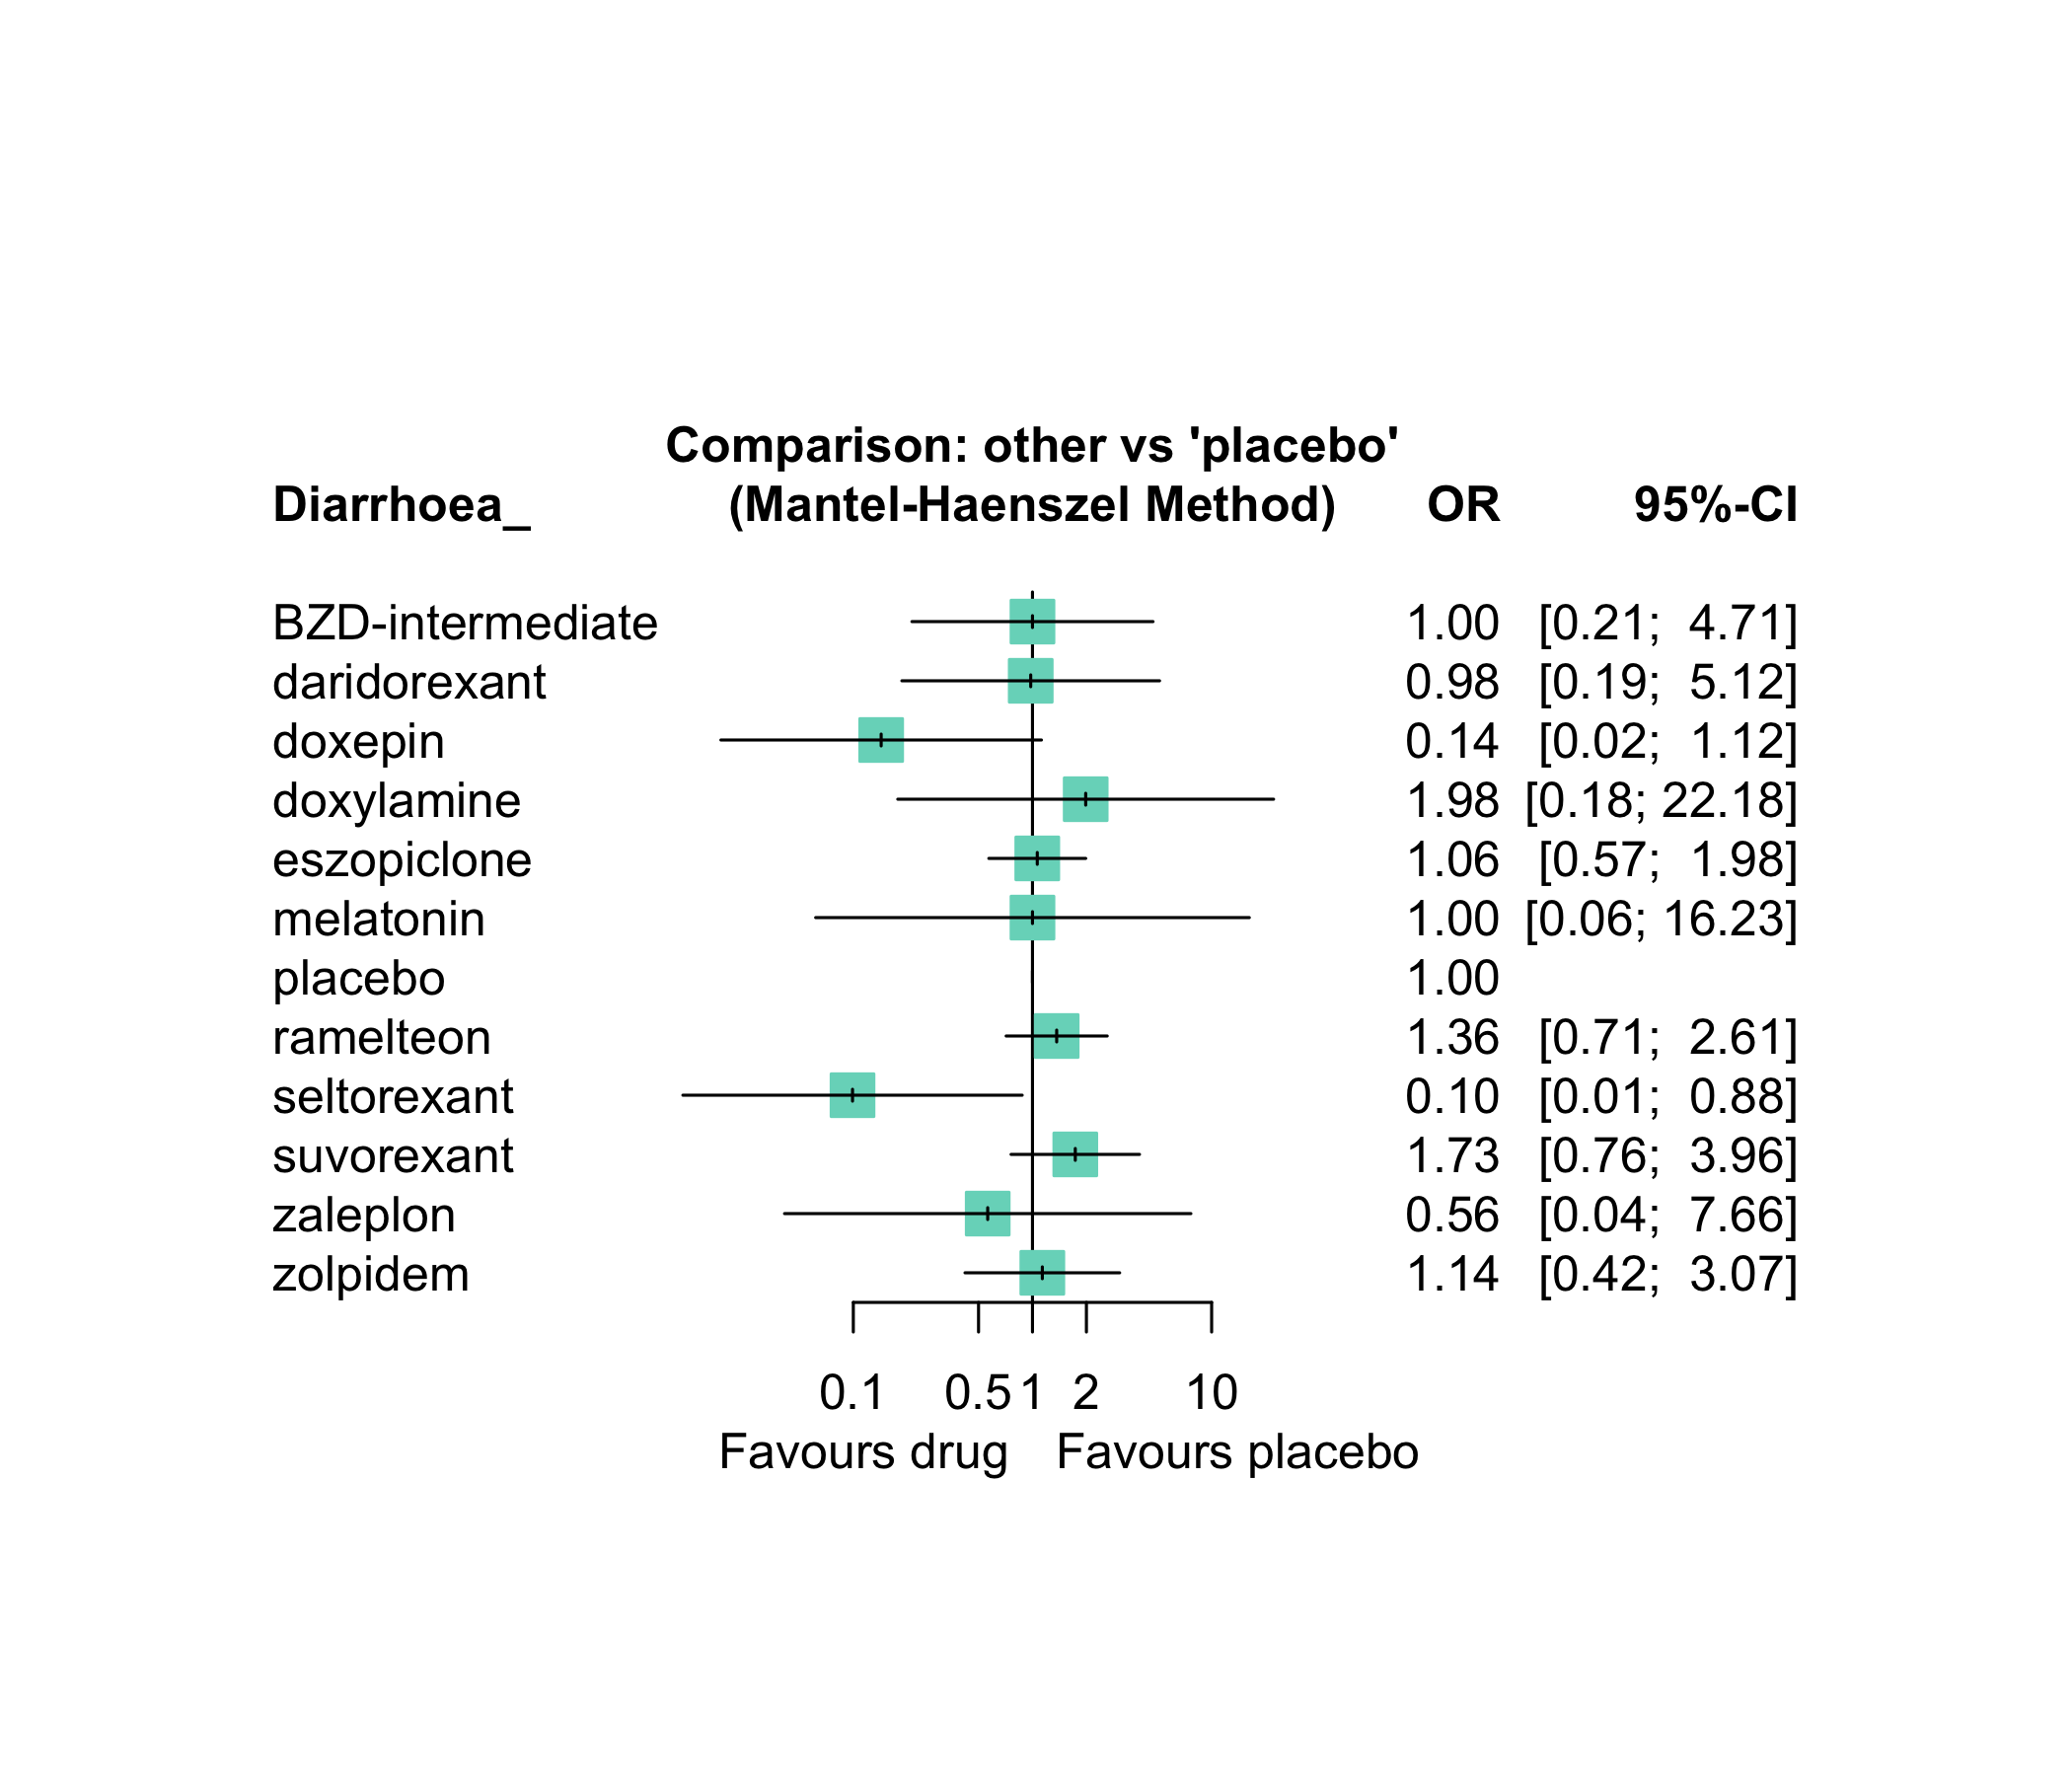 Comparison: other vs 'placebo'
Diarrhoea_ (Mantel-Haenszel Method) OR 95%-CI
BZD-intermediate 1.00 [0.21; 4.71]
daridorexant 0.98 [0.19; 5.12]
doxepin 0.14 [0.02; 1.12]
doxylamine 1.98 [0.18; 22.18]
eszopiclone 1.06 [0.57; 1.98]
melatonin 1.00 [0.06; 16.23]
placebo 1.00
ramelteon 1.36 [0.71; 2.61]
seltorexant 0.10 [0.01; 0.88]
suvorexant 1.73 [0.76; 3.96]
zaleplon 0.56 [0.04; 7.66]
zolpidem 1.14 [0.42; 3.07]
0.1 0.5 1 2 10
Favours drug Favours placebo